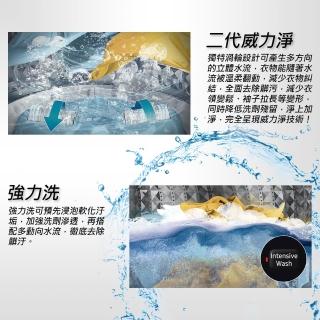 二代威力淨
獨特渦輪設計可產生多方向
的立體水流，衣物能隨著水
流被溫柔翻動，減少衣物糾
結，全面去除髒污，減少衣
領變鬆、袖子拉長等變形、
同時降低洗劑殘留，淨上加
淨，完全呈現威力淨技術！
強力洗
強力洗可預先浸泡軟化汗
垢，加強洗劑滲透，再搭
配多動向水流，徹底去除
髒汙。
Intensive
Wash